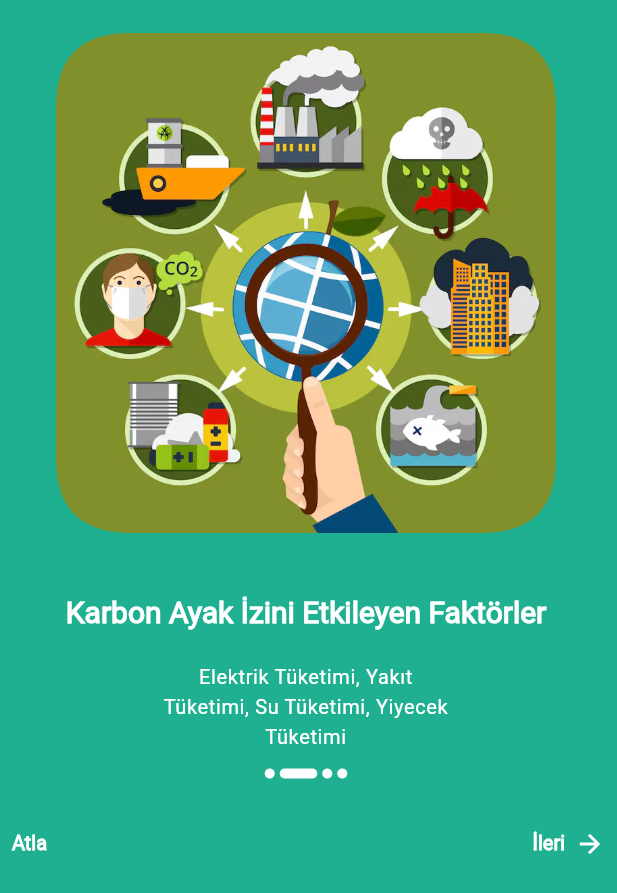 CO2
Karbon Ayak İzini Etkileyen Faktörler
Elektrik Tüketimi, Yakıt
Tüketimi, Su Tüketimi, Yiyecek
Tüketimi
Atla
İleri